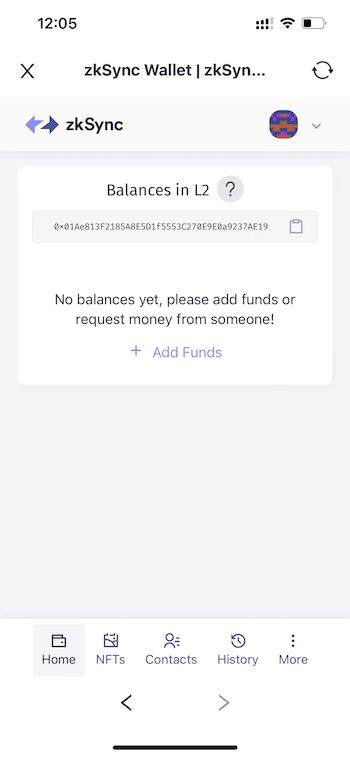 12:05
zkSync Wallet | zkSyn...
zkSync
Balances in L2 ?
0×01Ae813F2185A8E5D1f5553C270E9E0a9237AE19
No balances yet, please add funds or
request money from someone!
+ Add Funds
Home NFTs Contacts History More